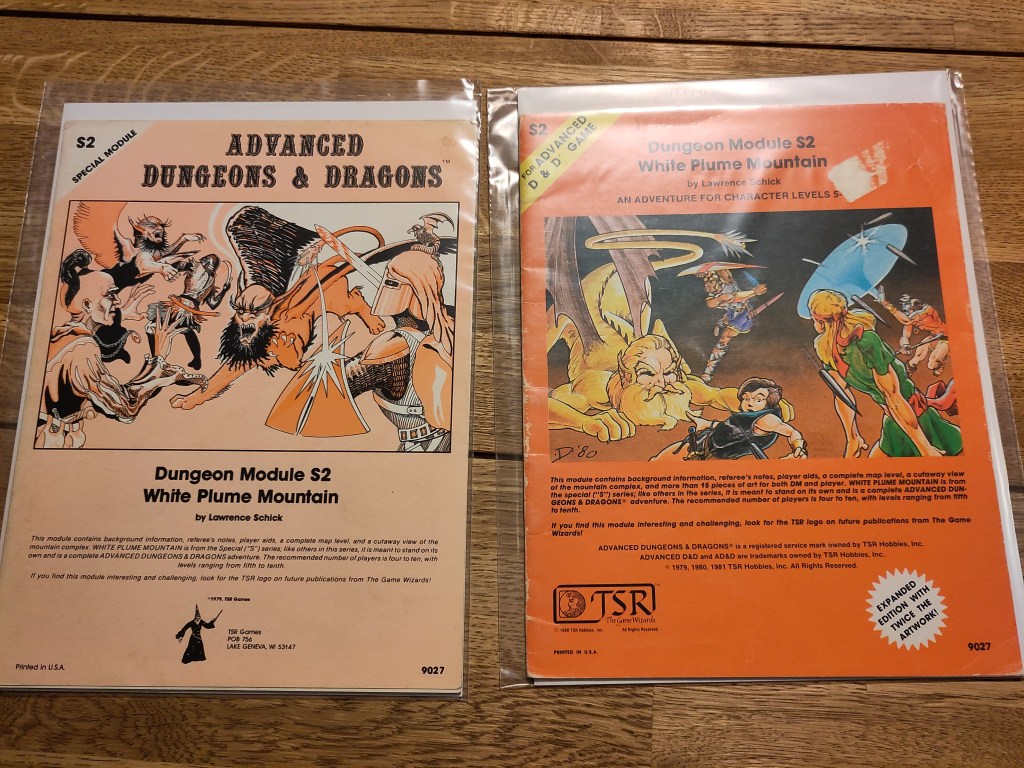 S2
SPECIAL MODULE
ADVANCED
DUNGEONS & DRAGONS™
Dungeon Module S2
White Plume Mountain
by Lawrence Schick
This module contains background information, referee's notes, player aids, a complete map level, and a cutaway view of the
mountain complex. WHITE PLUME MOUNTAIN is from the Special ("S") series; like others in this series, it is meant to stand on its
own and is a complete ADVANCED DUNGEONS & DRAGONS adventure. The recommended number of players is four to ten, with
levels ranging from fifth to tenth.
If you find this module interesting and challenging, look for the TSR logo on future publications from The Game Wizards!
©1979, TSR Games
TSR Games
POB 756
LAKE GENEVA, WI 53147
Printed in U.S.A.
9027
S2
FOR ADVANCED
D & D® GAME
Dungeon Module S2
White Plume Mountain
by Lawrence Schick
AN ADVENTURE FOR CHARACTER LEVELS 5-
D '80
This module contains background information, referee's notes, player aids, a complete map level, a cutaway view
of the mountain complex, and more than 15 pieces of art for both DM and player. WHITE PLUME MOUNTAIN is from
the special ("S") series; like others in the series, it is meant to stand on its own and is a complete ADVANCED DUN-
GEONS & DRAGONS® adventure. The recommended number of players is four to ten, with levels ranging from fifth
to tenth.
If you find this module interesting and challenging, look for the TSR logo on future publications from The Game
Wizards!
ADVANCED DUNGEONS & DRAGONS® is a registered service mark owned by TSR Hobbies, Inc.
ADVANCED D&D and AD&D are trademarks owned by TSR Hobbies, Inc.
© 1979, 1980, 1981 TSR Hobbies, Inc. All Rights Reserved.
TSR
The Game Wizards
© 1980 TSR Hobbies, Inc. All Rights Reserved
EXPANDED
EDITION WITH
TWICE THE
ARTWORK!
PRINTED IN U.S.A.
9027